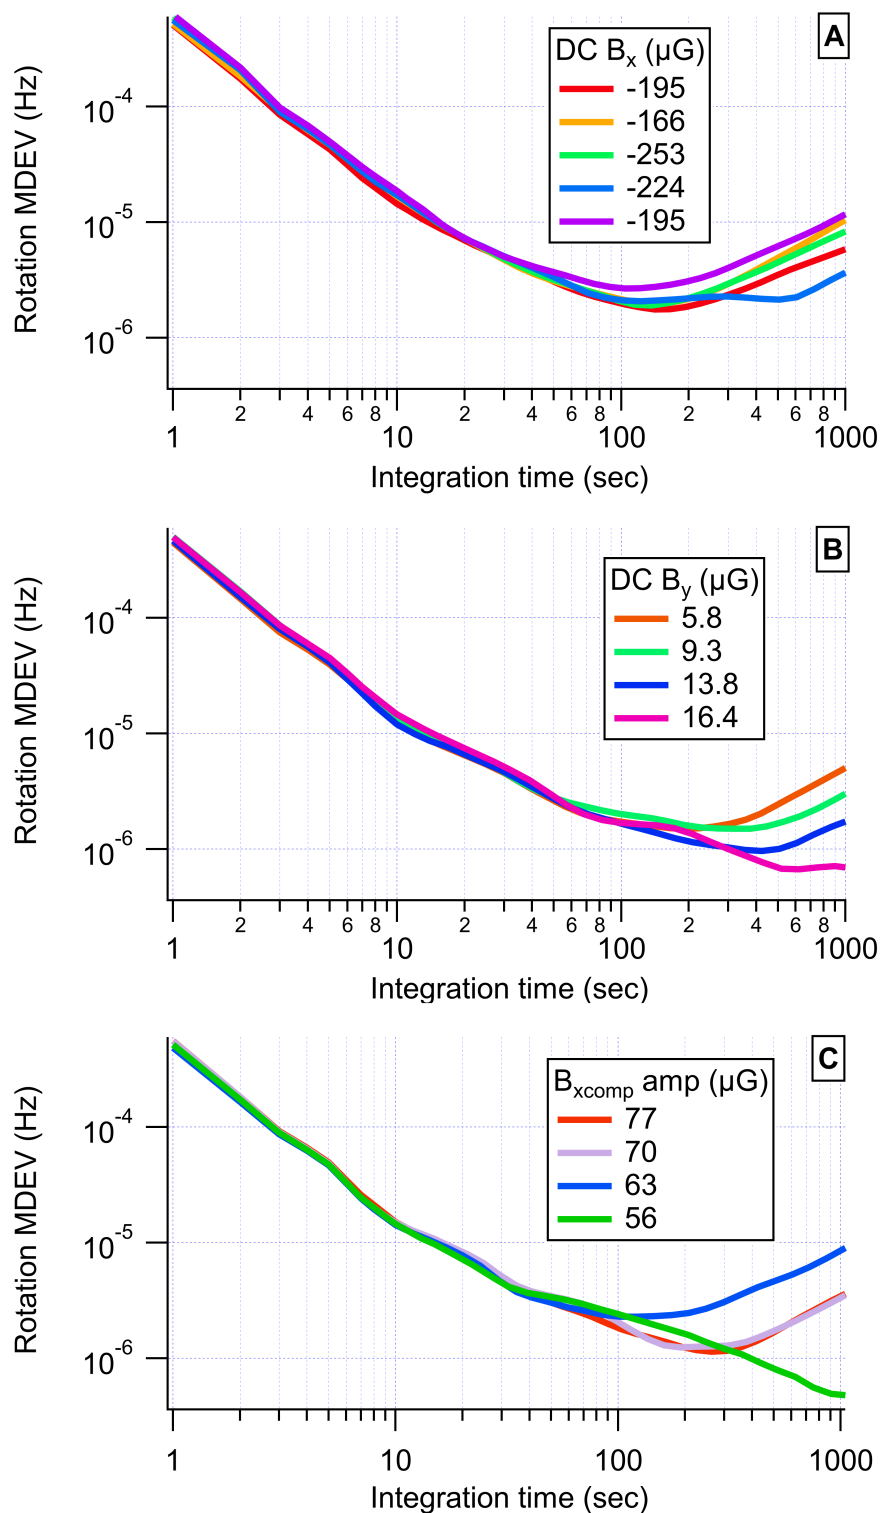 A
Rotation MDEV (Hz)
DC Bx (µG)
-195
-166
-253
-224
-195
10-4
10-5
10-6
1 2 4 6 8 10 2 4 6 8 100 2 4 6 8 1000
Integration time (sec)
B
Rotation MDEV (Hz)
DC By (µG)
5.8
9.3
13.8
16.4
10-4
10-5
10-6
1 2 4 6 8 10 2 4 6 8 100 2 4 6 8 1000
Integration time (sec)
C
Rotation MDEV (Hz)
Bxcomp amp (µG)
77
70
63
56
10-4
10-5
10-6
1 10 100 1000
Integration time (sec)